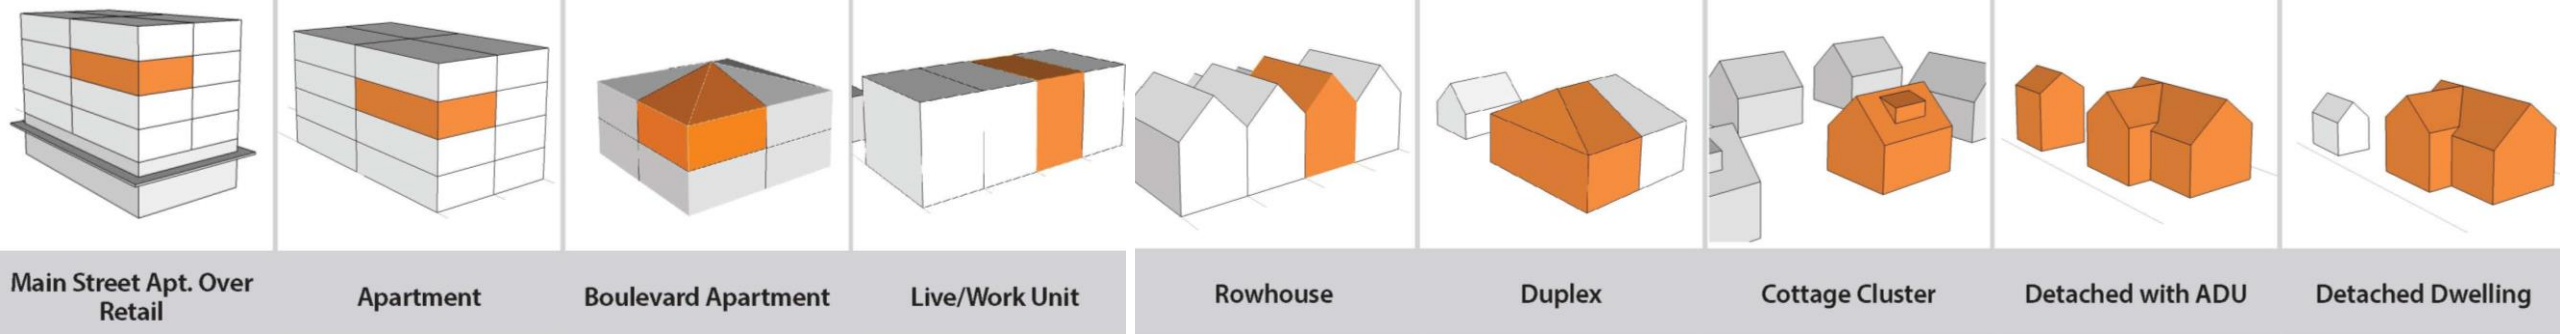 Main Street Apt. Over
Retail
Apartment
Boulevard Apartment
Live/Work Unit
Rowhouse
Duplex
Cottage Cluster
Detached with ADU
Detached Dwelling